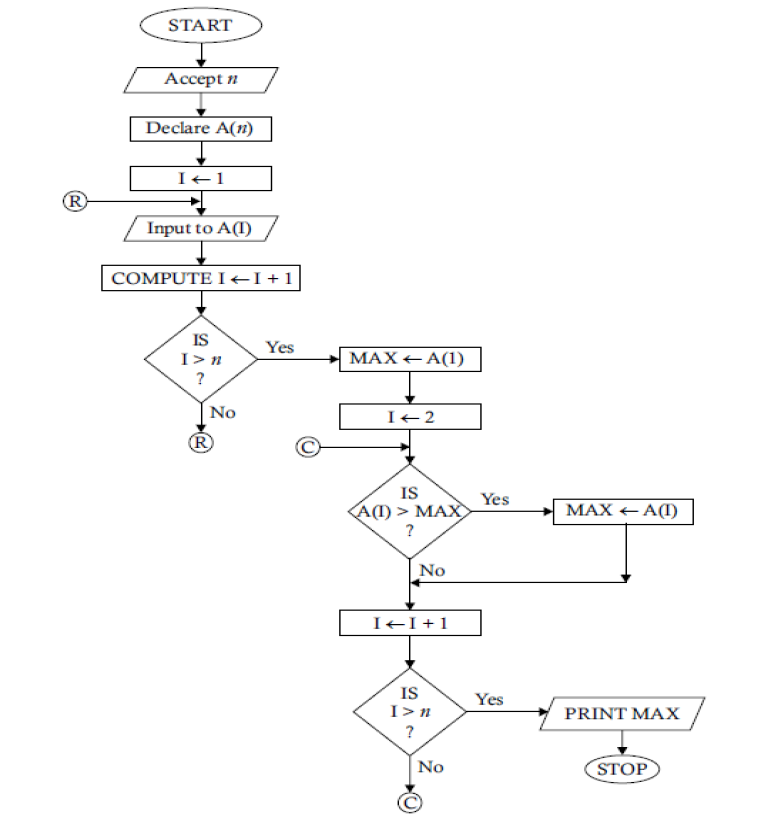 START
Accept n
Declare A(n)
I ← 1
R
Input to A(I)
COMPUTE I ← I + 1
IS
I > n
?
Yes
No
R
MAX ← A(1)
I ← 2
C
IS
A(I) > MAX
?
Yes
MAX ← A(I)
No
I ← I + 1
IS
I > n
?
Yes
PRINT MAX
STOP
No
C